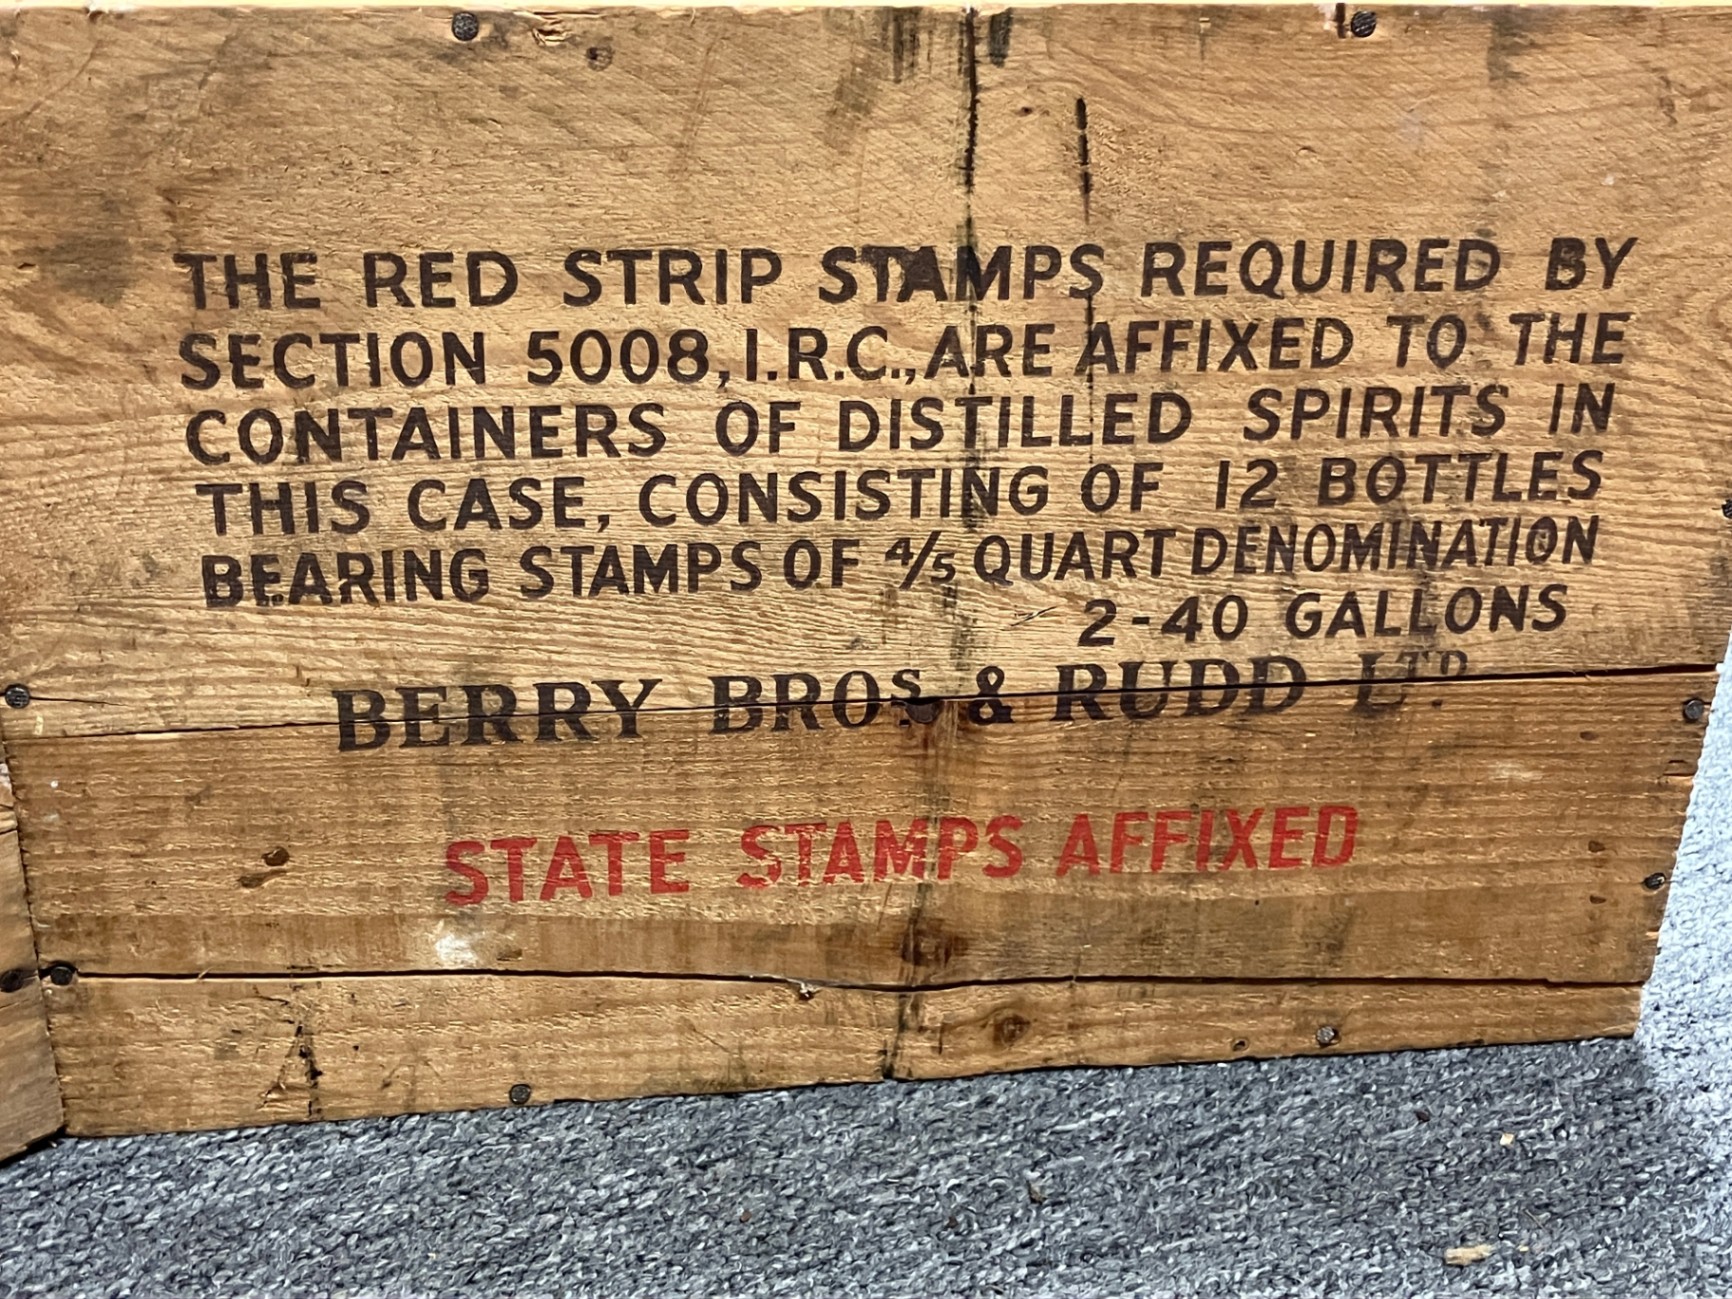 THE RED STRIP STAMPS REQUIRED BY
SECTION 5008, I.R.C., ARE AFFIXED TO THE
CONTAINERS OF DISTILLED SPIRITS IN
THIS CASE, CONSISTING OF 12 BOTTLES
BEARING STAMPS OF 4/5 QUART DENOMINATION
2-40 GALLONS
BERRY BROS & RUDD LTD
STATE STAMPS AFFIXED